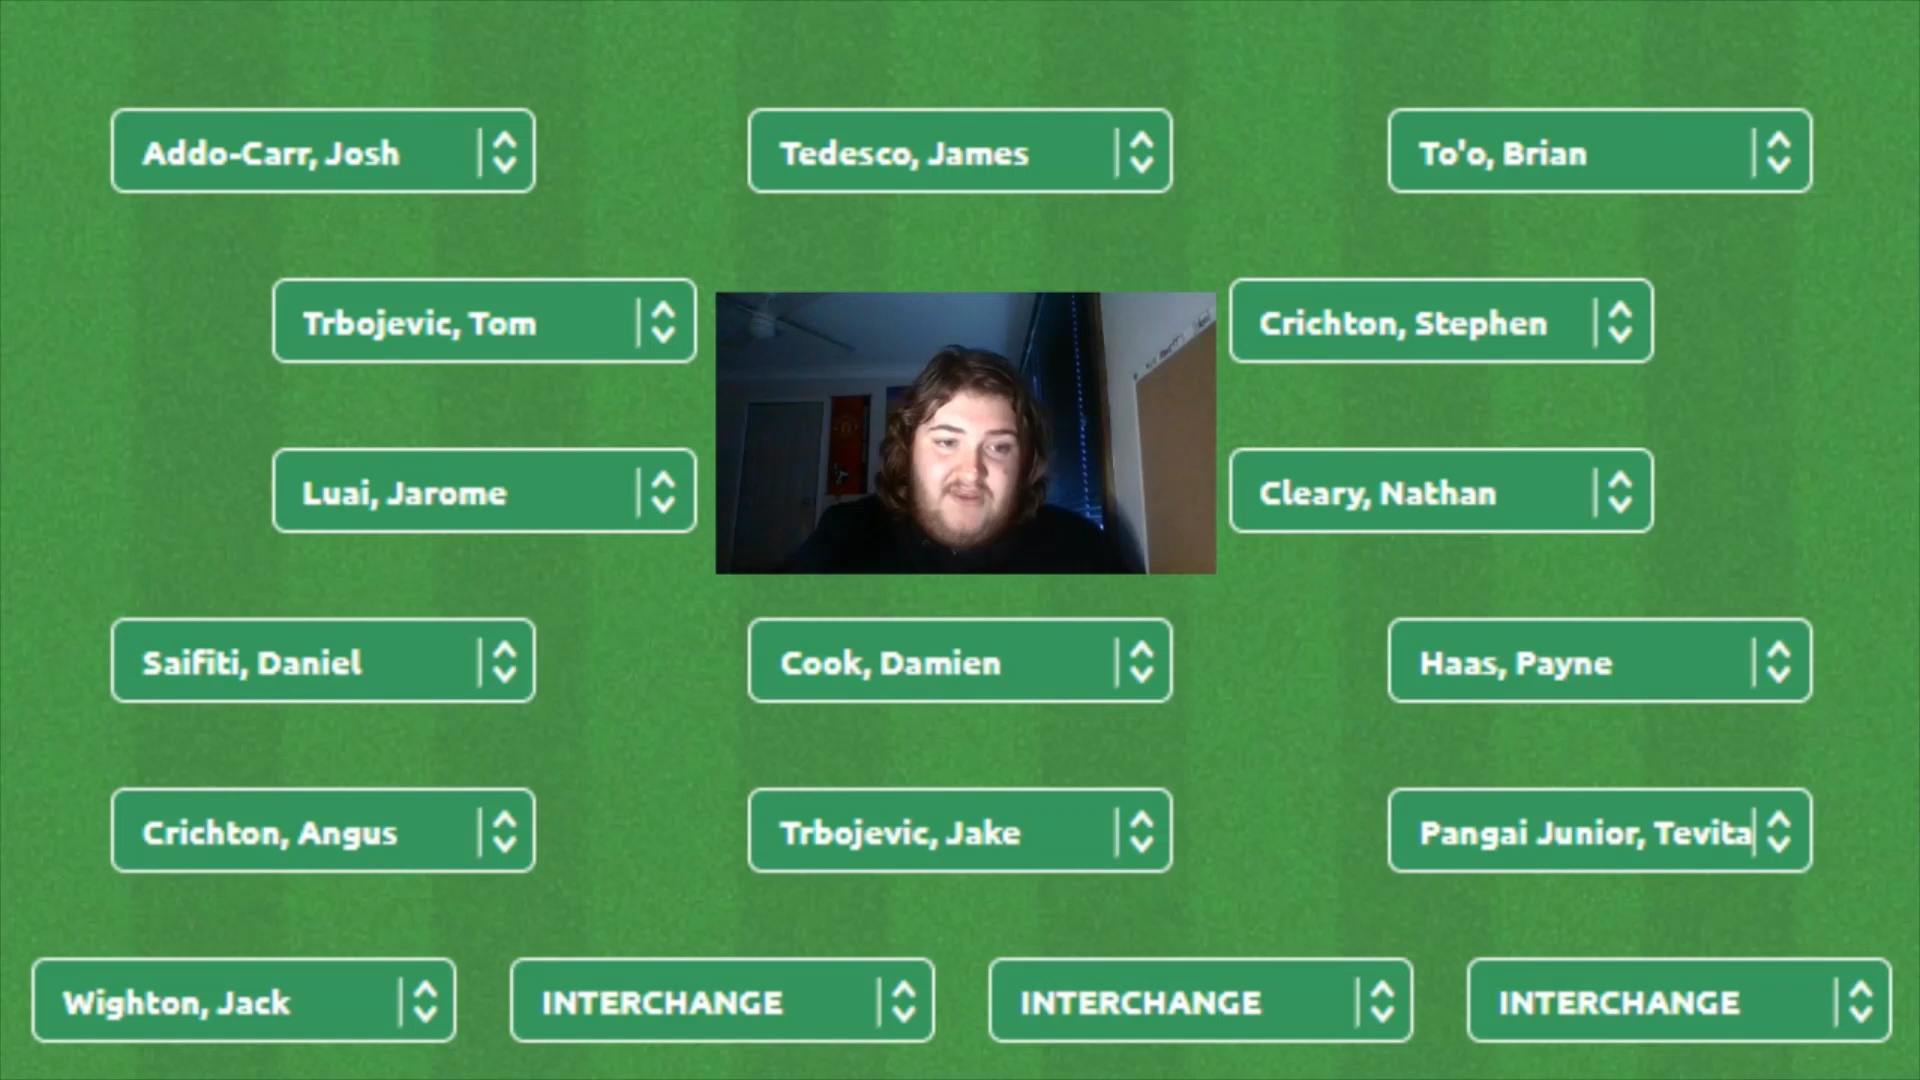 Addo-Carr, Josh
Tedesco, James
To'o, Brian
Trbojevic, Tom
Crichton, Stephen
Luai, Jarome
Cleary, Nathan
Saifiti, Daniel
Cook, Damien
Haas, Payne
Crichton, Angus
Trbojevic, Jake
Pangai Junior, Tevita
Wighton, Jack
INTERCHANGE
INTERCHANGE
INTERCHANGE